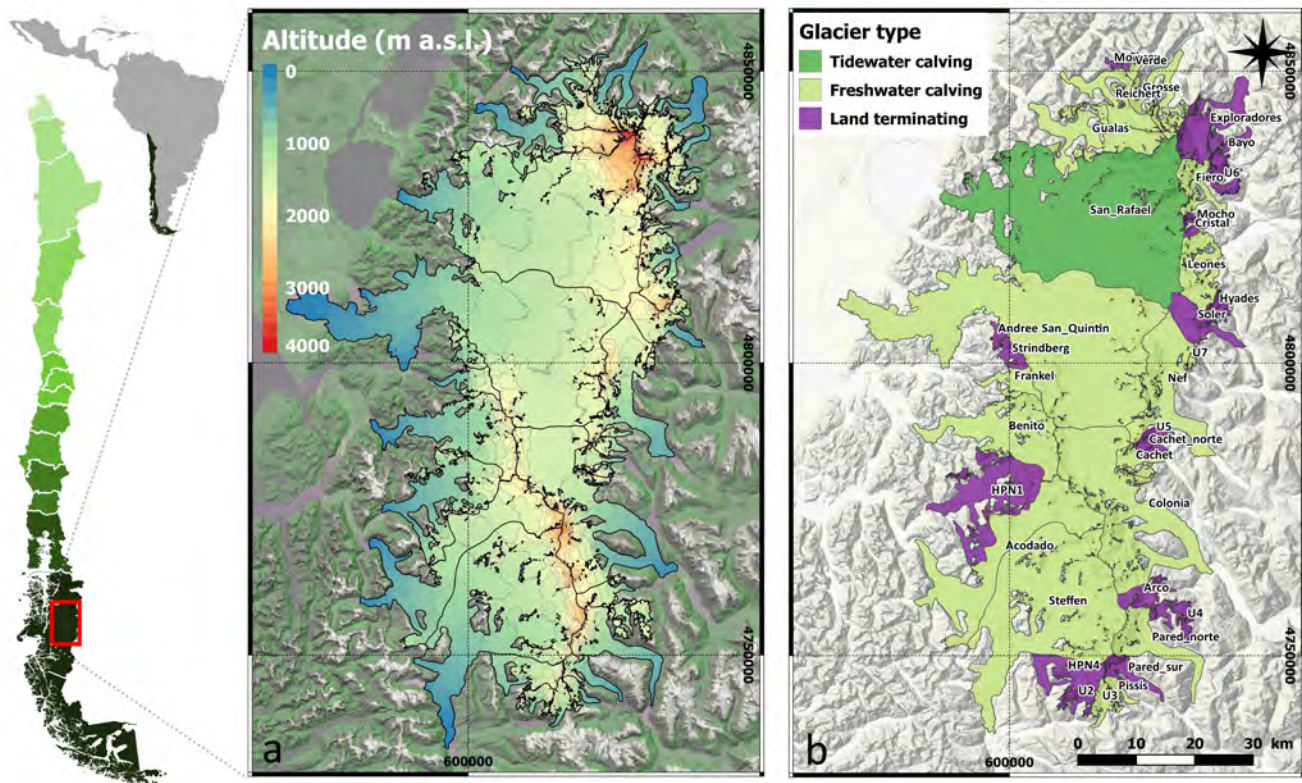 Altitude (m a.s.l.)
0
1000
2000
3000
4000
4850000
4800000
4750000
600000
a
Glacier type
Tidewater calving
Freshwater calving
Land terminating
Verde
Grosse
Reichert
Gualas
Exploradores
Bayo
U6
Fiero
San_Rafael
Mocho
Cristal
Leones
Hyades
Soler
Andree San_Quintin
Strindberg
U7
Frankel
Nef
Benito
U5
Cachet_norte
Cachet
HPN1
Colonia
Acodado
Arco
Steffen
U4
Pared_norte
HPN4
Pared_sur
Pissis
U2
U3
4850000
4800000
4750000
600000
0 10 20 30 km
b